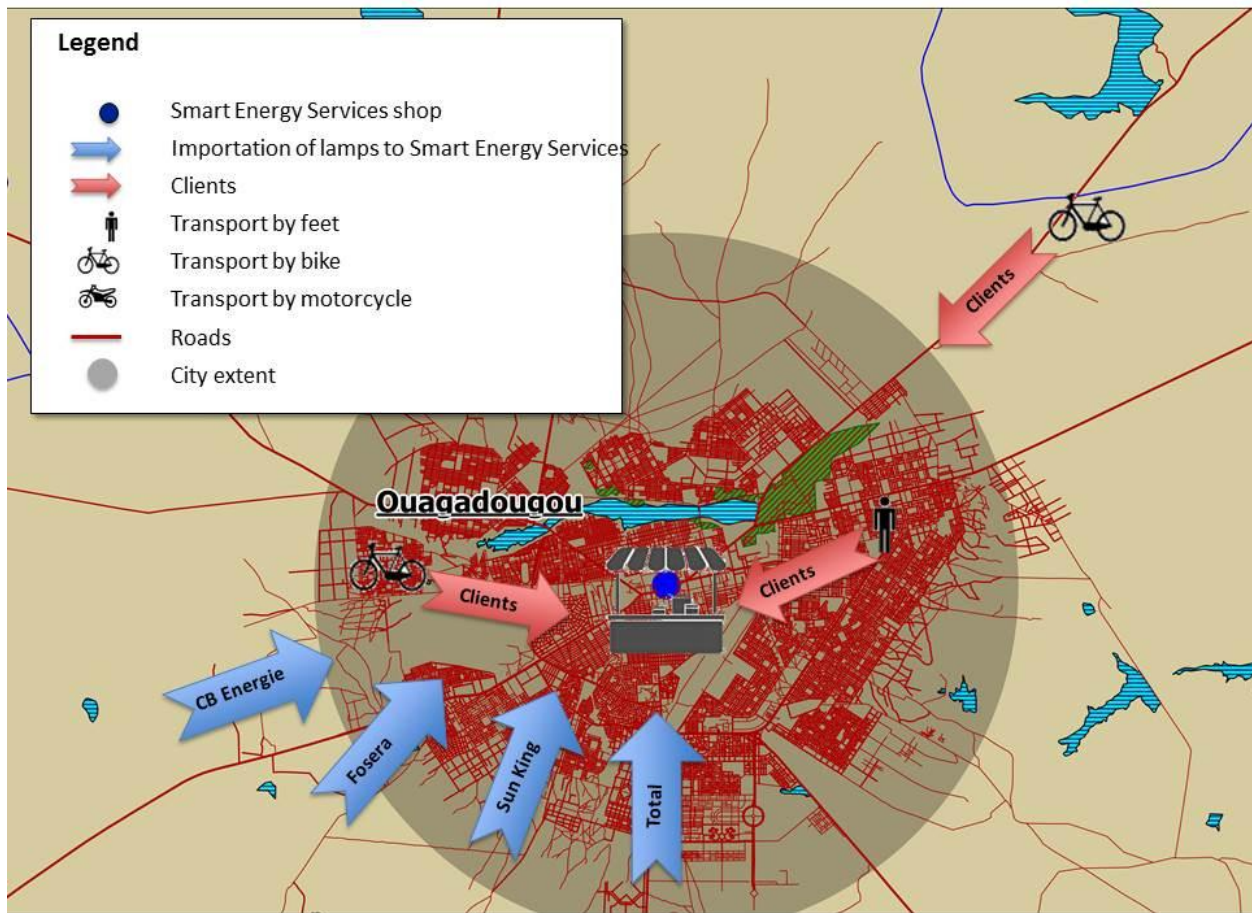 Legend
Smart Energy Services shop
Importation of lamps to Smart Energy Services
Clients
Transport by feet
Transport by bike
Transport by motorcycle
Roads
City extent
Clients
Ouagadougou
Clients
Clients
CB Energie
Fosera
Sun King
Total